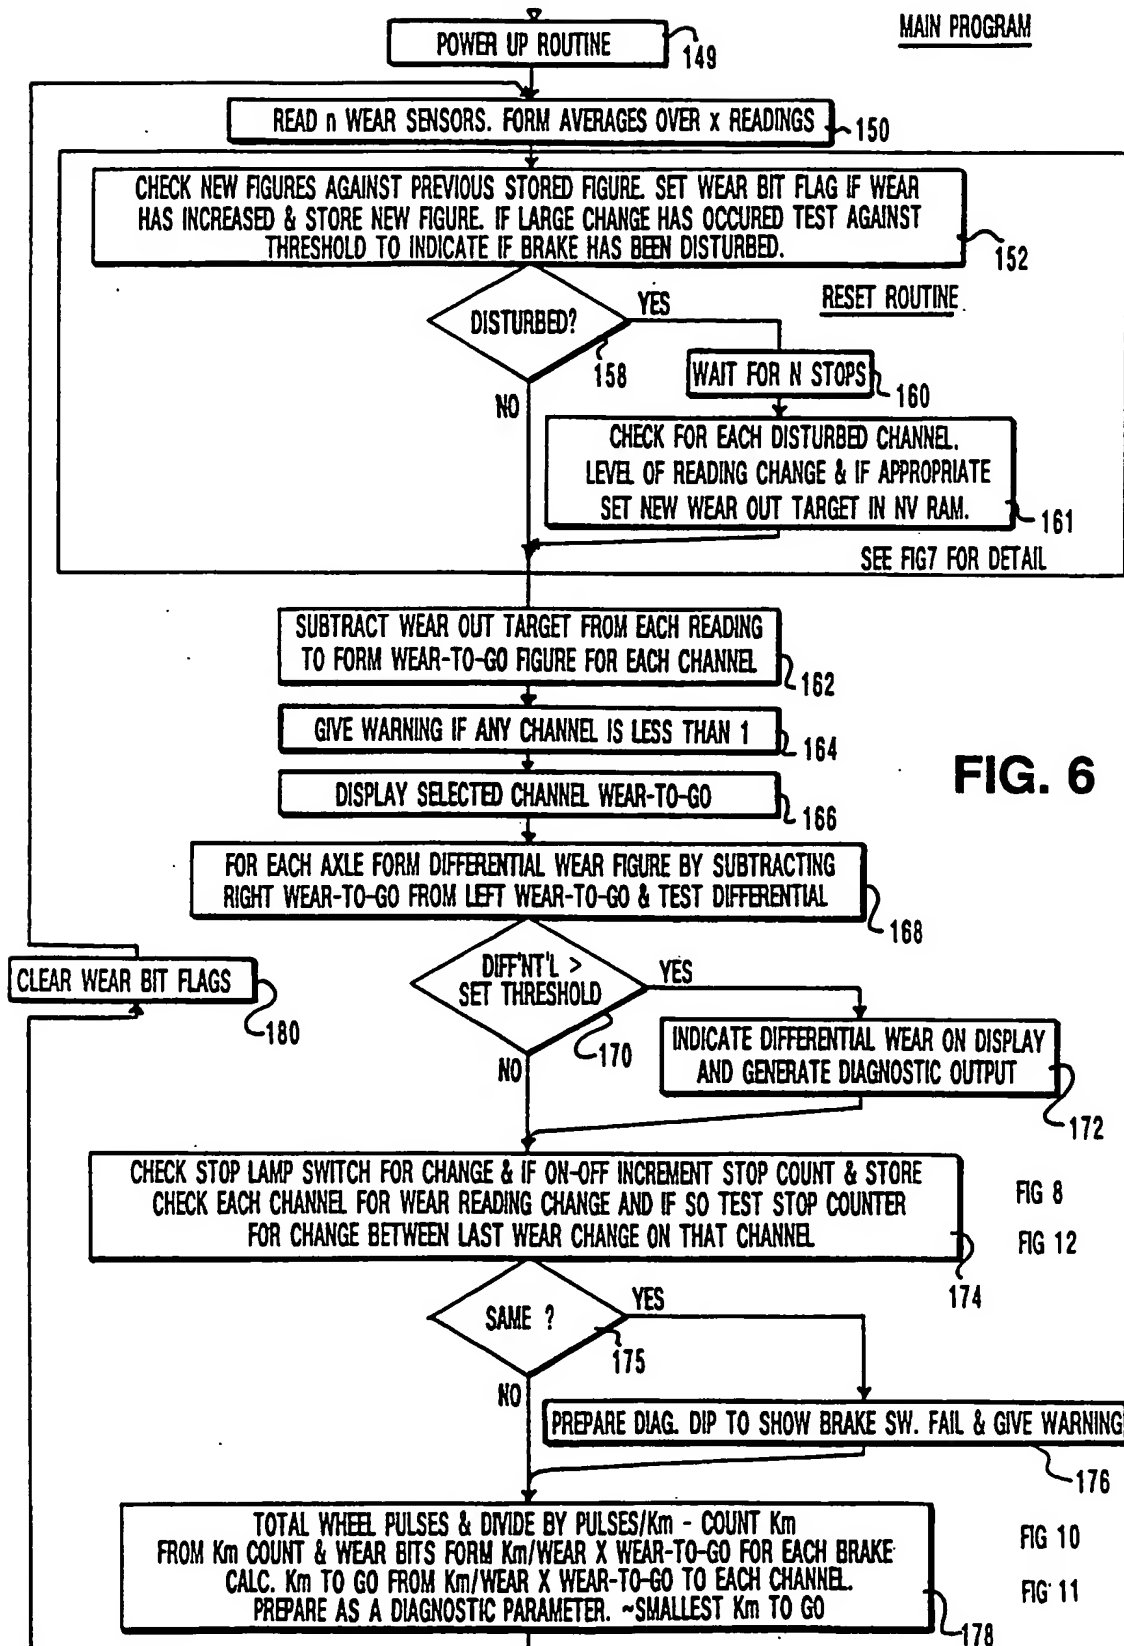 MAIN PROGRAM
POWER UP ROUTINE
149
READ n WEAR SENSORS. FORM AVERAGES OVER x READINGS
150
CHECK NEW FIGURES AGAINST PREVIOUS STORED FIGURE. SET WEAR BIT FLAG IF WEAR
HAS INCREASED & STORE NEW FIGURE. IF LARGE CHANGE HAS OCCURED TEST AGAINST
THRESHOLD TO INDICATE IF BRAKE HAS BEEN DISTURBED.
152
RESET ROUTINE
DISTURBED?
YES
158
NO
WAIT FOR N STOPS
160
CHECK FOR EACH DISTURBED CHANNEL.
LEVEL OF READING CHANGE & IF APPROPRIATE
SET NEW WEAR OUT TARGET IN NV RAM.
161
SEE FIG7 FOR DETAIL
SUBTRACT WEAR OUT TARGET FROM EACH READING
TO FORM WEAR-TO-GO FIGURE FOR EACH CHANNEL
162
GIVE WARNING IF ANY CHANNEL IS LESS THAN 1
164
FIG. 6
DISPLAY SELECTED CHANNEL WEAR-TO-GO
166
FOR EACH AXLE FORM DIFFERENTIAL WEAR FIGURE BY SUBTRACTING
RIGHT WEAR-TO-GO FROM LEFT WEAR-TO-GO & TEST DIFFERENTIAL
168
CLEAR WEAR BIT FLAGS
180
DIFF'NT'L >
SET THRESHOLD
YES
170
NO
INDICATE DIFFERENTIAL WEAR ON DISPLAY
AND GENERATE DIAGNOSTIC OUTPUT
172
CHECK STOP LAMP SWITCH FOR CHANGE & IF ON-OFF INCREMENT STOP COUNT & STORE
CHECK EACH CHANNEL FOR WEAR READING CHANGE AND IF SO TEST STOP COUNTER
FOR CHANGE BETWEEN LAST WEAR CHANGE ON THAT CHANNEL
174
FIG 8
FIG 12
SAME ?
YES
175
NO
PREPARE DIAG. DIP TO SHOW BRAKE SW. FAIL & GIVE WARNING
176
TOTAL WHEEL PULSES & DIVIDE BY PULSES/Km - COUNT Km
FROM Km COUNT & WEAR BITS FORM Km/WEAR X WEAR-TO-GO FOR EACH BRAKE
CALC. Km TO GO FROM Km/WEAR X WEAR-TO-GO TO EACH CHANNEL.
PREPARE AS A DIAGNOSTIC PARAMETER. ~SMALLEST Km TO GO
178
FIG 10
FIG 11